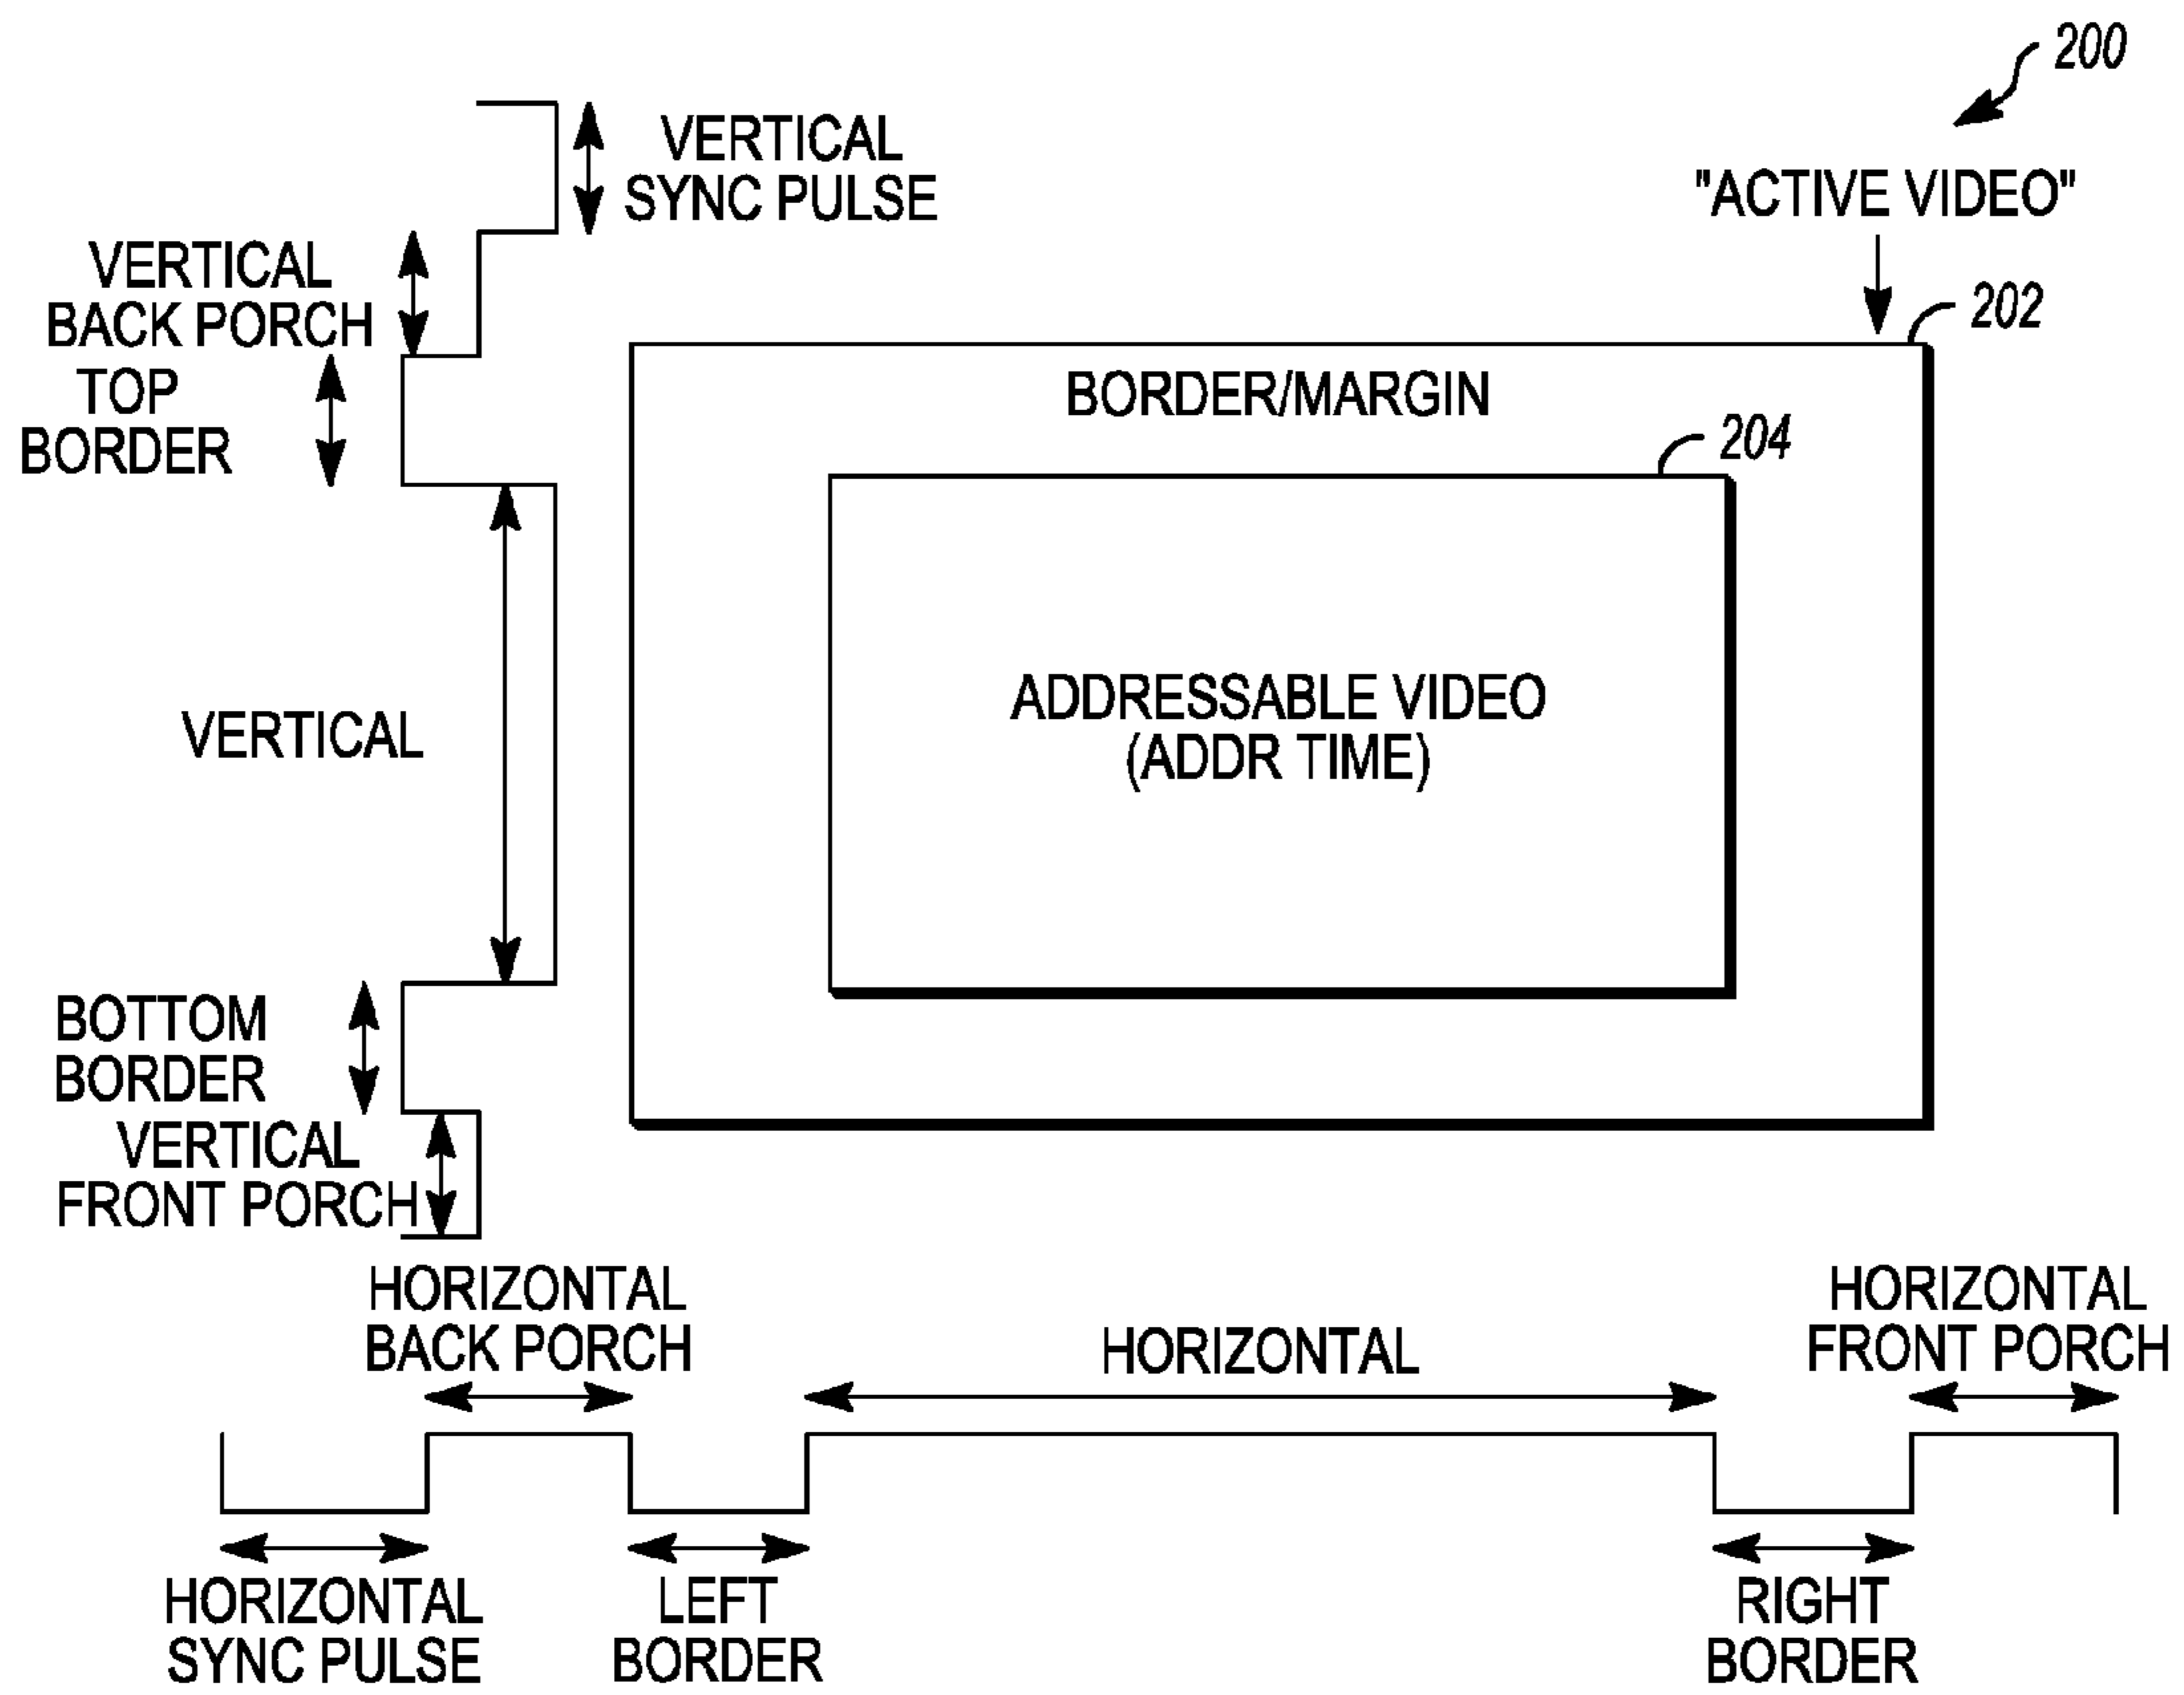 200
VERTICAL
SYNC PULSE
"ACTIVE VIDEO"
VERTICAL
BACK PORCH
202
TOP
BORDER
BORDER/MARGIN
204
ADDRESSABLE VIDEO
(ADDR TIME)
VERTICAL
BOTTOM
BORDER
VERTICAL
FRONT PORCH
HORIZONTAL
BACK PORCH
HORIZONTAL
HORIZONTAL
FRONT PORCH
HORIZONTAL
SYNC PULSE
LEFT
BORDER
RIGHT
BORDER